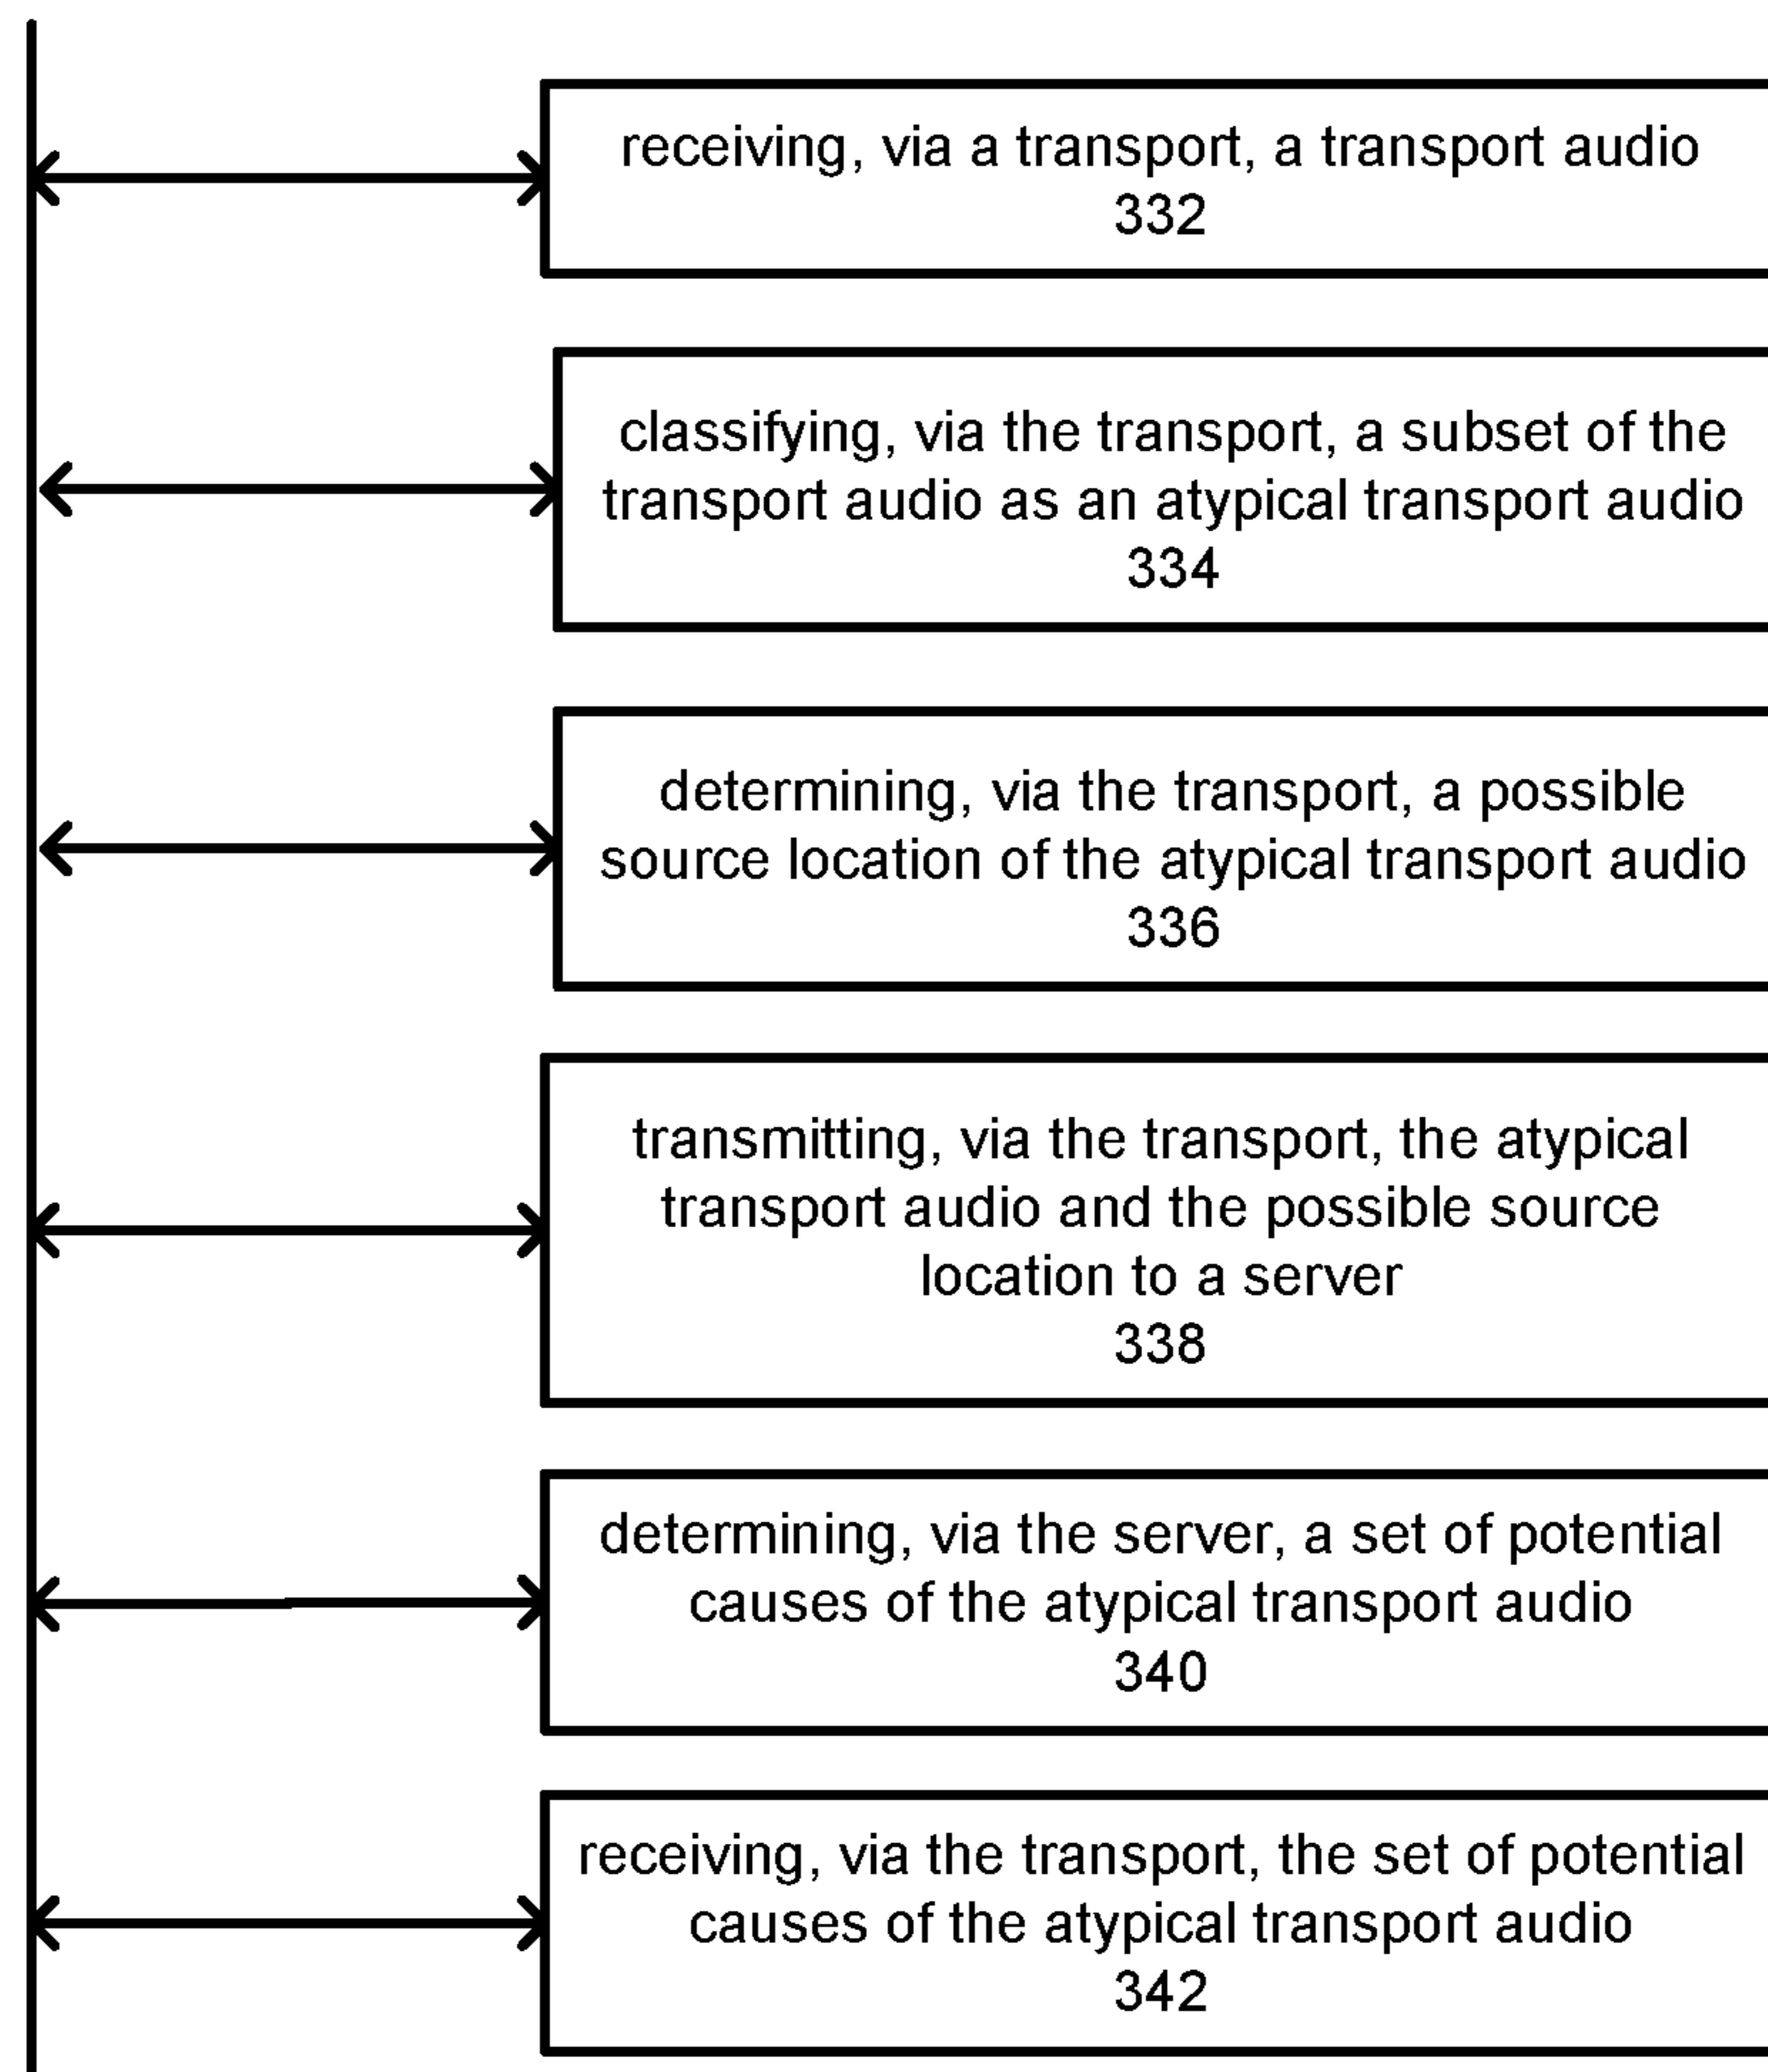 receiving, via a transport, a transport audio
332
classifying, via the transport, a subset of the
transport audio as an atypical transport audio
334
determining, via the transport, a possible
source location of the atypical transport audio
336
transmitting, via the transport, the atypical
transport audio and the possible source
location to a server
338
determining, via the server, a set of potential
causes of the atypical transport audio
340
receiving, via the transport, the set of potential
causes of the atypical transport audio
342